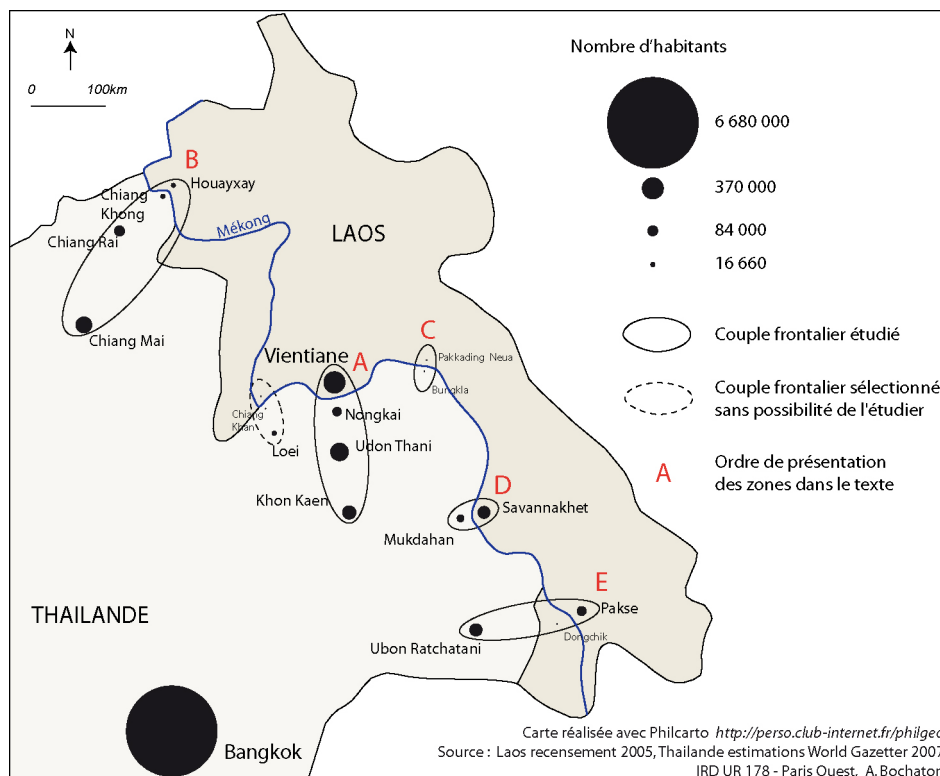 N
0 100km
B
Houayxay
Chiang
Khong
Chiang Rai
Mékong
LAOS
Chiang Mai
Vientiane
A
C
Pakkading Neua
Bungkla
Chiang
Khan
Loei
Nongkai
Udon Thani
Khon Kaen
D
Savannakhet
Mukdahan
THAILANDE
E
Pakse
Dongchik
Ubon Ratchatani
Bangkok
Nombre d'habitants
6 680 000
370 000
84 000
16 660
Couple frontalier étudié
Couple frontalier sélectionné
sans possibilité de l'étudier
A
Ordre de présentation
des zones dans le texte
Carte réalisée avec Philcarto http://perso.club-internet.fr/philgeo
Source : Laos recensement 2005, Thailande estimations World Gazetter 2007
IRD UR 178 - Paris Ouest, A. Bochaton